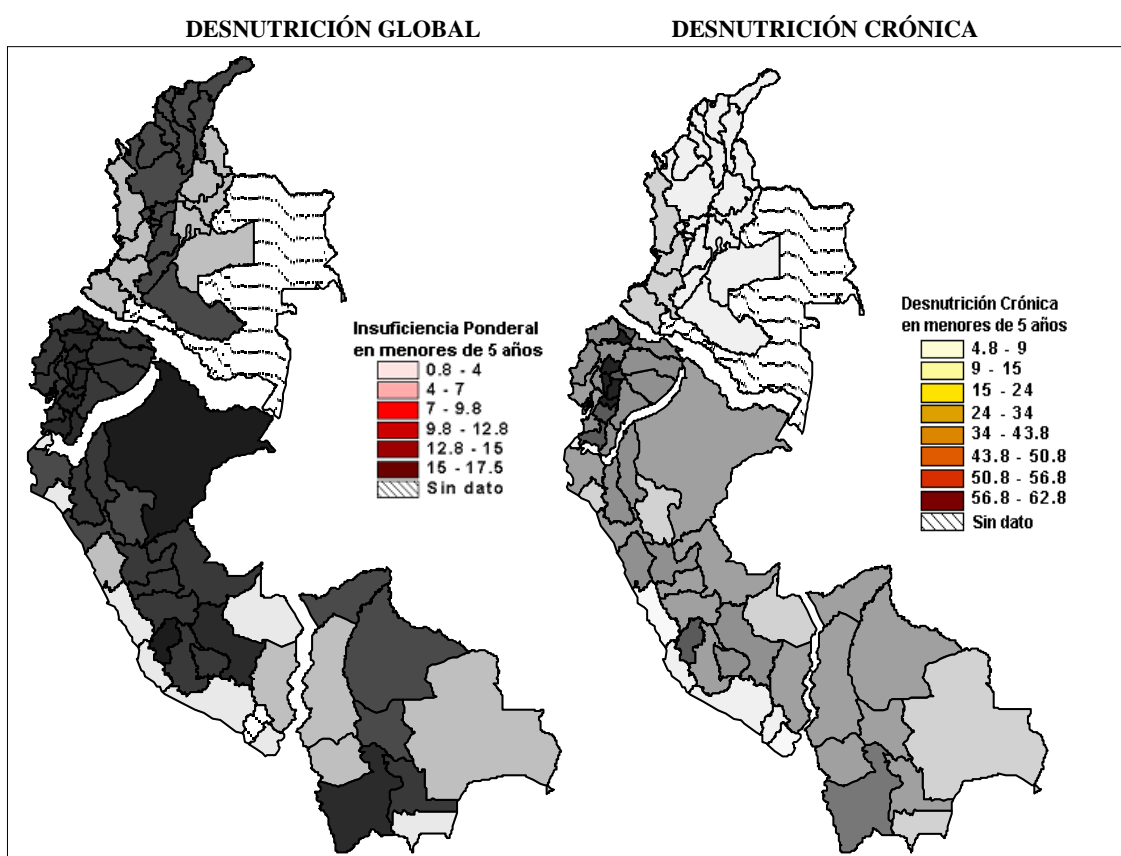 DESNUTRICIÓN GLOBAL
DESNUTRICIÓN CRÓNICA
Insuficiencia Ponderal
en menores de 5 años
0.8 - 4
4 - 7
7 - 9.8
9.8 - 12.8
12.8 - 15
15 - 17.5
Sin dato
Desnutrición Crónica
en menores de 5 años
4.8 - 9
9 - 15
15 - 24
24 - 34
34 - 43.8
43.8 - 50.8
50.8 - 56.8
56.8 - 62.8
Sin dato